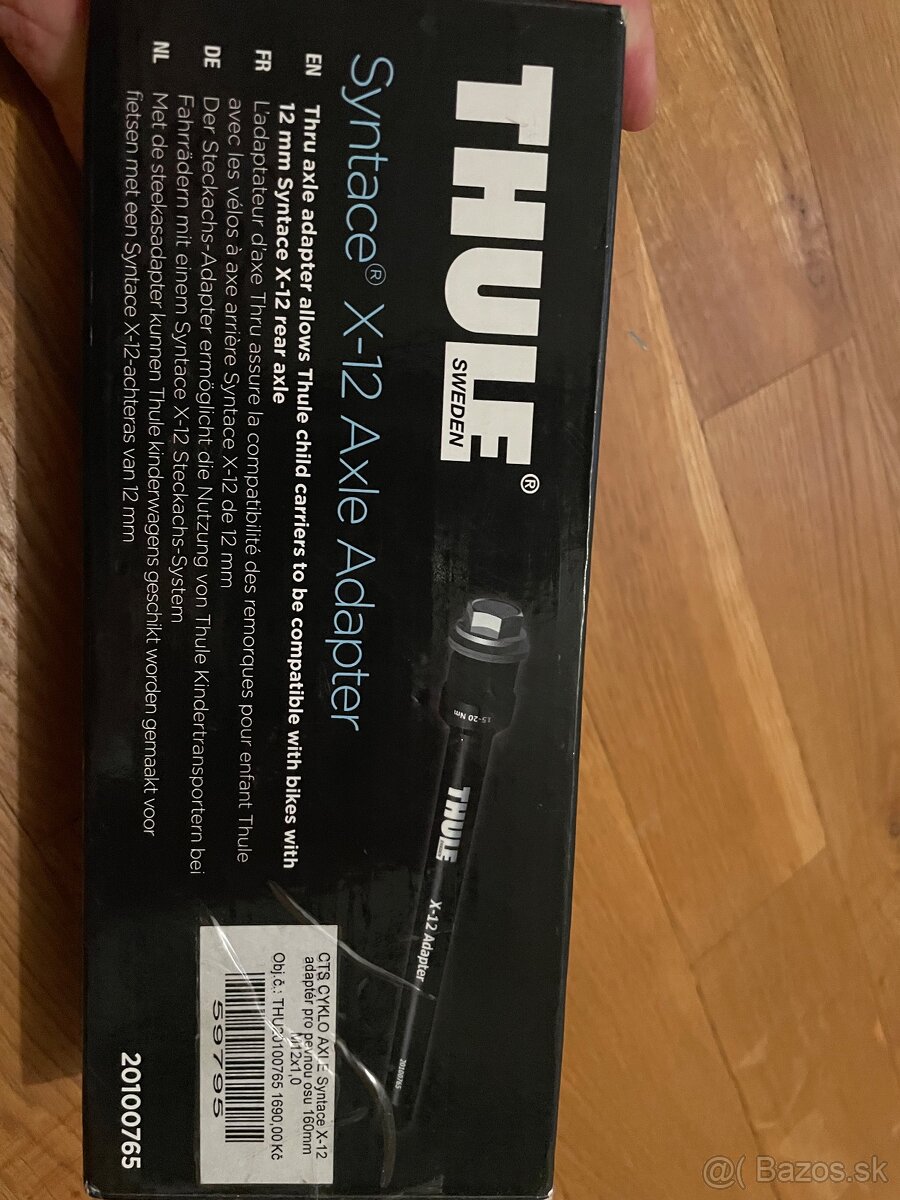 THULE®
SWEDEN
Syntace® X-12 Axle Adapter
EN Thru axle adapter allows Thule child carriers to be compatible with bikes with
12 mm Syntace X-12 rear axle
FR L'adaptateur d'axe Thru assure la compatibilité des remorques pour enfant Thule
avec les vélos à axe arrière Syntace X-12 de 12 mm
DE Der Steckachs-Adapter ermöglicht die Nutzung von Thule Kindertransportern bei
Fahrrädern mit einem Syntace X-12 Steckachs-System
NL Met de steekasadapter kunnen Thule kinderwagens geschikt worden gemaakt voor
fietsen met een Syntace X-12-achteras van 12 mm
15-20 Nm
THULE
X-12 Adapter
20100765
CTS CYKLO AXLE Syntace X-12
adaptér pro pevnou osu 160mm
M12x1,0
Obj.č.: THU20100765 1690,00 Kč
59795
20100765
@( Bazos.sk